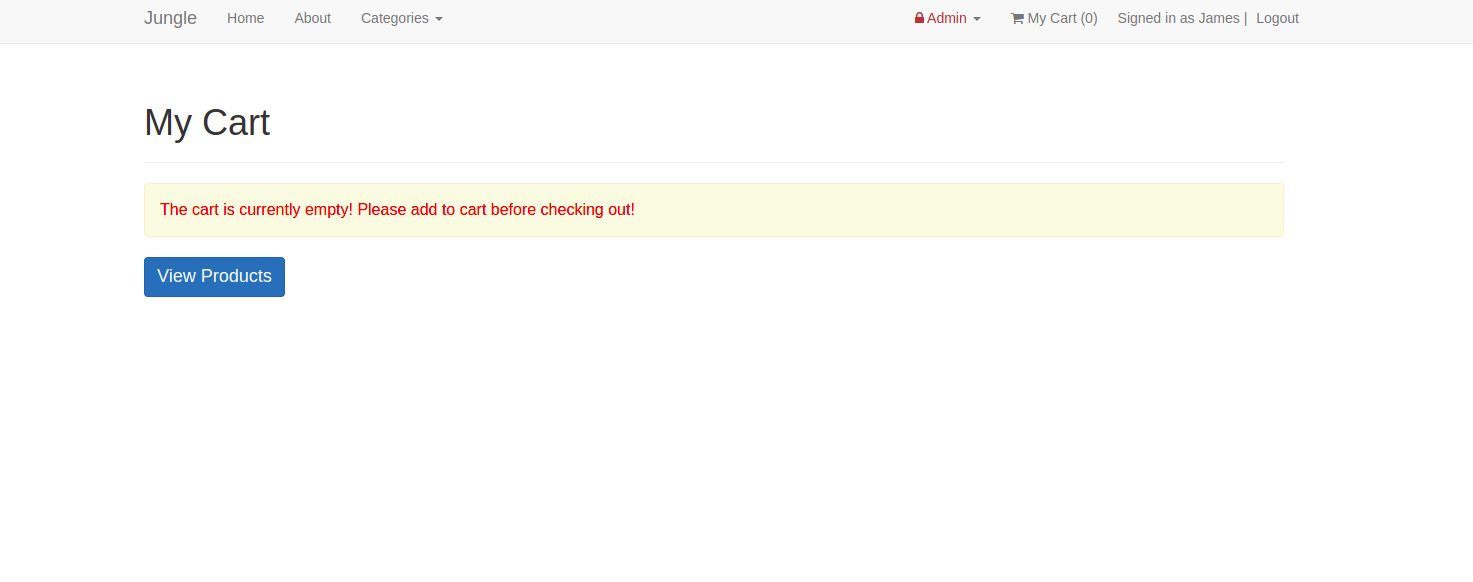 Jungle Home About Categories Admin My Cart (0) Signed in as James | Logout
My Cart
The cart is currently empty! Please add to cart before checking out!
View Products